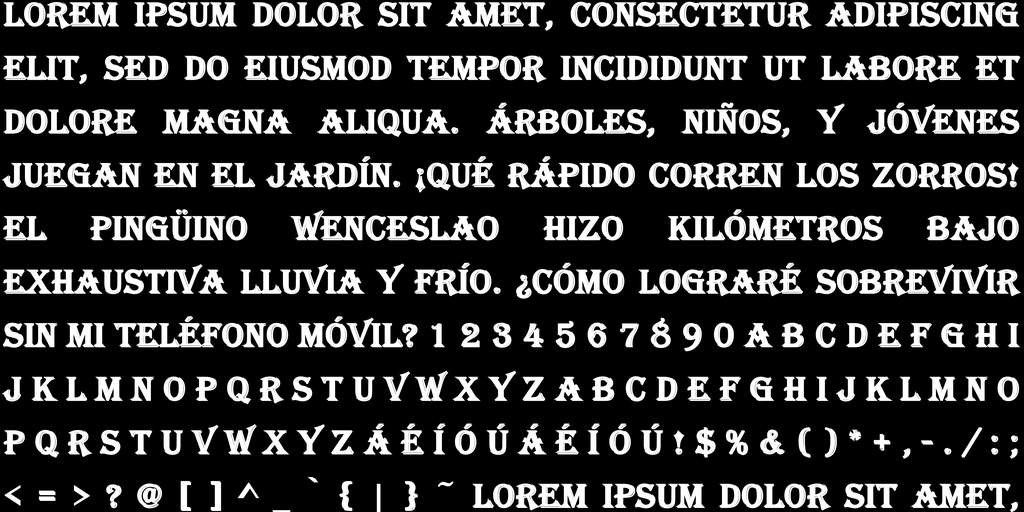 LOREM IPSUM DOLOR SIT AMET, CONSECTETUR ADIPISCING
ELIT, SED DO EIUSMOD TEMPOR INCIDIDUNT UT LABORE ET
DOLORE MAGNA ALIQUA. ÁRBOLES, NIÑOS, Y JÓVENES
JUEGAN EN EL JARDÍN. ¡QUÉ RÁPIDO CORREN LOS ZORROS!
EL PINGÜINO WENCESLAO HIZO KILÓMETROS BAJO
EXHAUSTIVA LLUVIA Y FRÍO. ¿CÓMO LOGRARÉ SOBREVIVIR
SIN MI TELÉFONO MÓVIL? 1 2 3 4 5 6 7 8 9 0 A B C D E F G H I
J K L M N O P Q R S T U V W X Y Z A B C D E F G H I J K L M N O
P Q R S T U V W X Y Z Á É Í Ó Ú Á É Í Ó Ú ! $ % & ( ) * + , - . / : ;
< = > ? @ [ ] ^ _ ` { | } ~ LOREM IPSUM DOLOR SIT AMET,